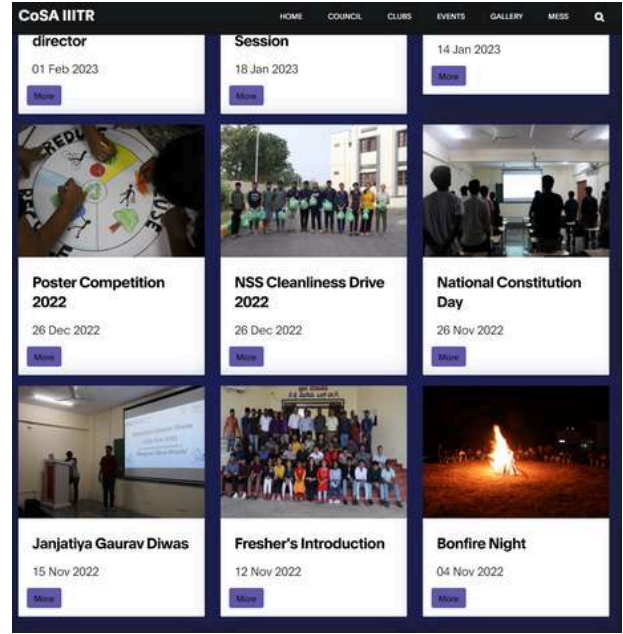 CoSA IIITR
HOME COUNCIL CLUBS EVENTS GALLERY MESS
director
01 Feb 2023
More
Session
18 Jan 2023
More
14 Jan 2023
More
REDUCE
REUSE
Poster Competition
2022
26 Dec 2022
More
NSS Cleanliness Drive
2022
26 Dec 2022
More
National Constitution
Day
26 Nov 2022
More
Janjatiya Gaurav Diwas
15 Nov 2022
More
Fresher's Introduction
12 Nov 2022
More
Bonfire Night
04 Nov 2022
More